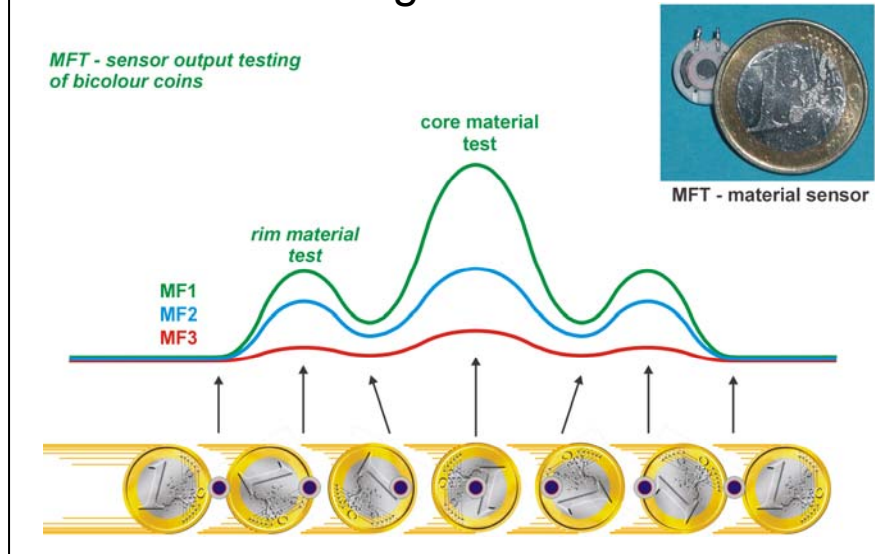 MFT - sensor output testing
of bicolour coins
core material
test
MFT - material sensor
rim material
test
MF1
MF2
MF3